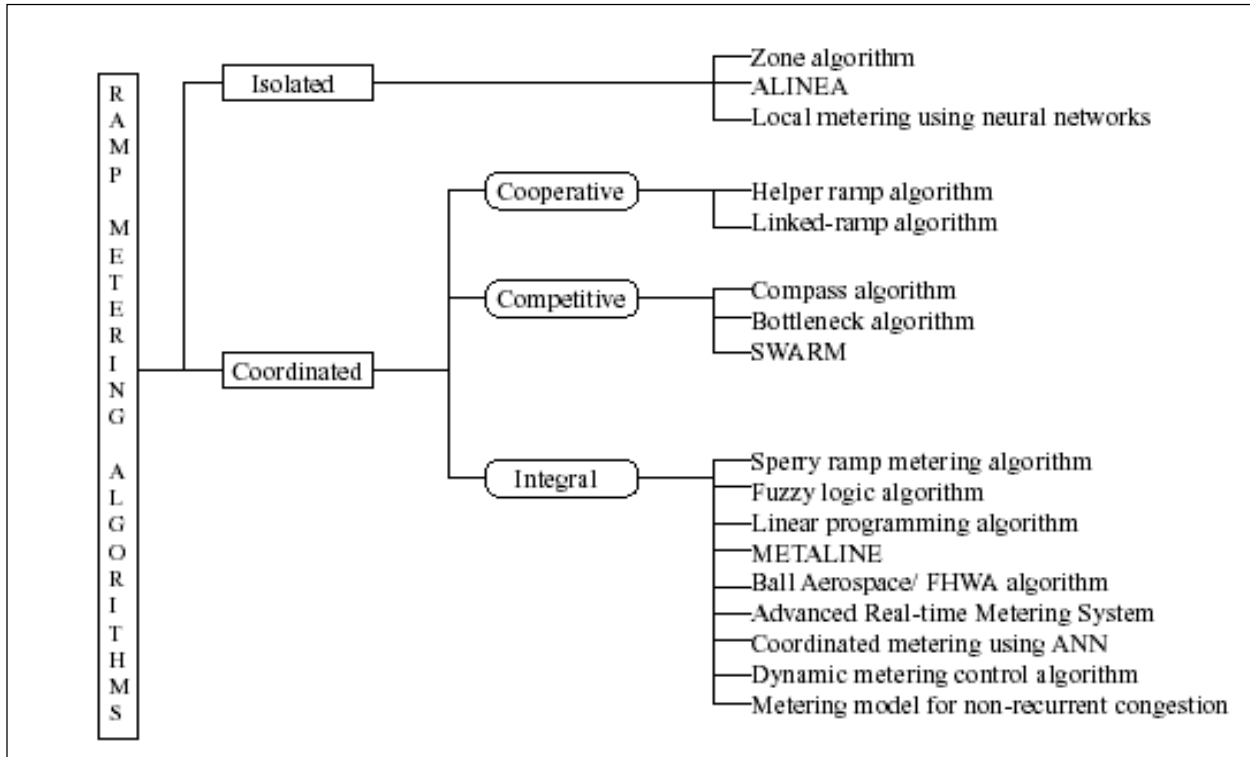 RAMP METERING ALGORITHMS
Isolated
Zone algorithm
ALINEA
Local metering using neural networks
Coordinated
Cooperative
Helper ramp algorithm
Linked-ramp algorithm
Competitive
Compass algorithm
Bottleneck algorithm
SWARM
Integral
Sperry ramp metering algorithm
Fuzzy logic algorithm
Linear programming algorithm
METALINE
Ball Aerospace/ FHWA algorithm
Advanced Real-time Metering System
Coordinated metering using ANN
Dynamic metering control algorithm
Metering model for non-recurrent congestion